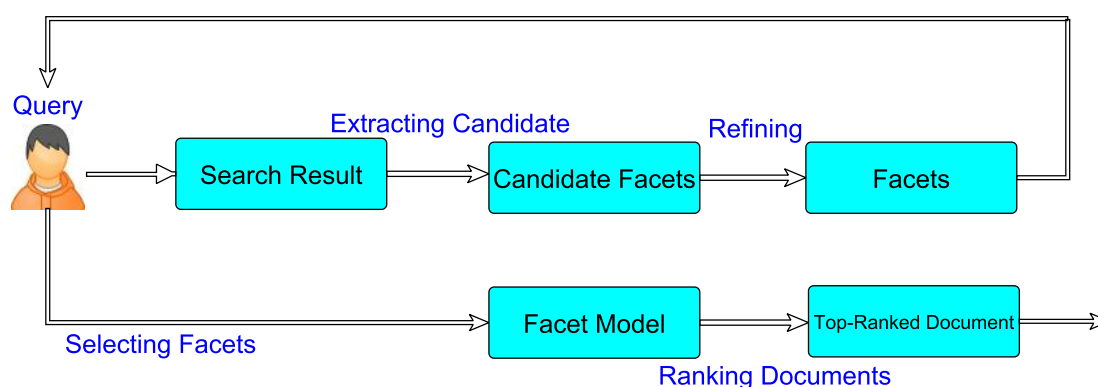 Query
Extracting Candidate
Refining
Search Result
Candidate Facets
Facets
Selecting Facets
Facet Model
Top-Ranked Document
Ranking Documents